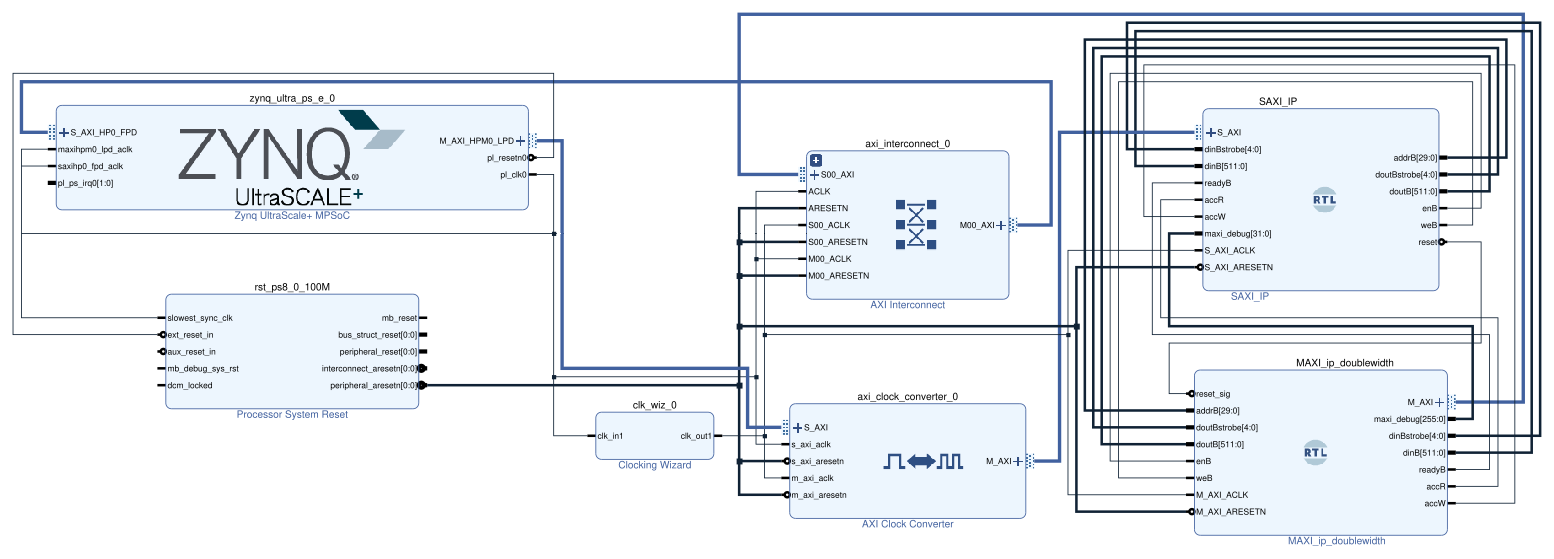 zynq_ultra_ps_e_0
S_AXI_HP0_FPD
maxihpm0_lpd_aclk
saxihp0_fpd_aclk
pl_ps_irq0[1:0]
ZYNQ
UltraSCALE+
M_AXI_HPM0_LPD
pl_resetn0
pl_clk0
Zynq UltraScale+ MPSoC
rst_ps8_0_100M
slowest_sync_clk
ext_reset_in
aux_reset_in
mb_debug_sys_rst
dcm_locked
mb_reset
bus_struct_reset[0:0]
peripheral_reset[0:0]
interconnect_aresetn[0:0]
peripheral_aresetn[0:0]
Processor System Reset
clk_wiz_0
clk_in1
clk_out1
Clocking Wizard
axi_interconnect_0
S00_AXI
ACLK
ARESETN
S00_ACLK
S00_ARESETN
M00_ACLK
M00_ARESETN
M00_AXI
AXI Interconnect
axi_clock_converter_0
S_AXI
s_axi_aclk
s_axi_aresetn
m_axi_aclk
m_axi_aresetn
M_AXI
AXI Clock Converter
SAXI_IP
S_AXI
dinBstrobe[4:0]
dinB[511:0]
readyB
accR
accW
maxi_debug[31:0]
S_AXI_ACLK
S_AXI_ARESETN
RTL
addrB[29:0]
doutBstrobe[4:0]
doutB[511:0]
enB
weB
reset
SAXI_IP
MAXI_ip_doublewidth
reset_sig
addrB[29:0]
doutBstrobe[4:0]
doutB[511:0]
enB
weB
M_AXI_ACLK
M_AXI_ARESETN
RTL
M_AXI
maxi_debug[255:0]
dinBstrobe[4:0]
dinB[511:0]
readyB
accR
accW
MAXI_ip_doublewidth